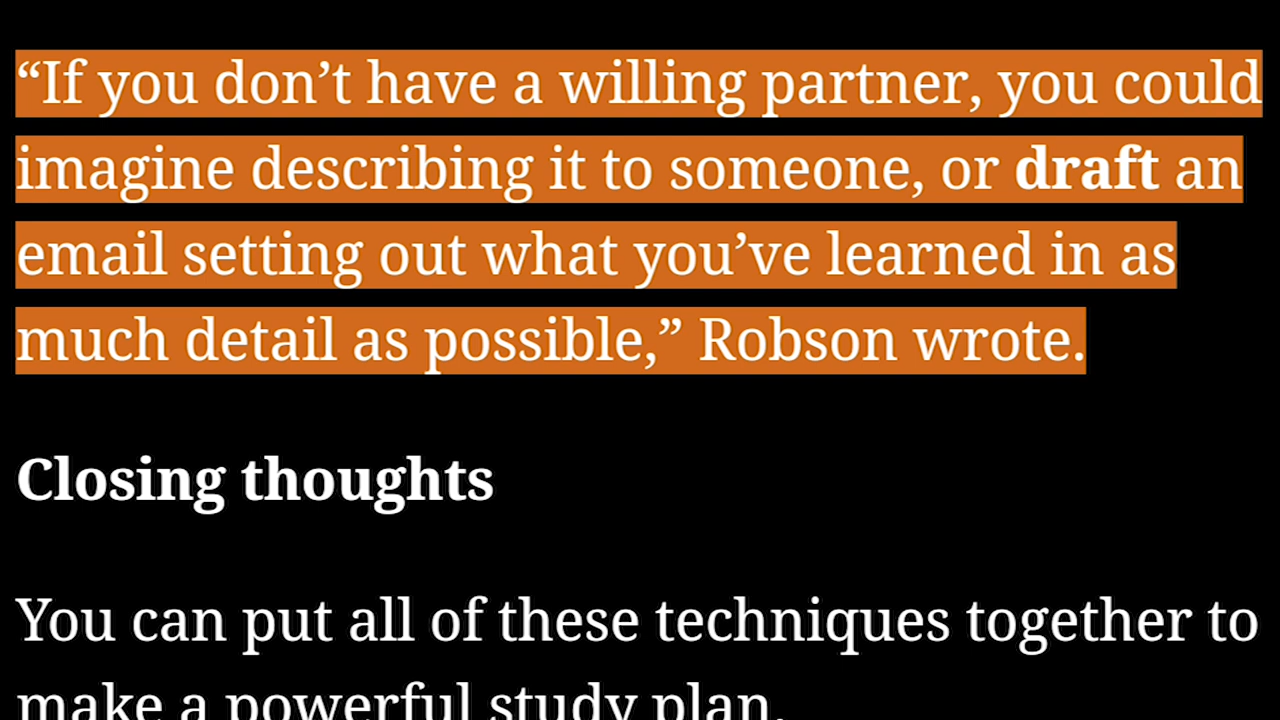 “If you don’t have a willing partner, you could
imagine describing it to someone, or draft an
email setting out what you’ve learned in as
much detail as possible,” Robson wrote.
Closing thoughts
You can put all of these techniques together to
make a powerful study plan.